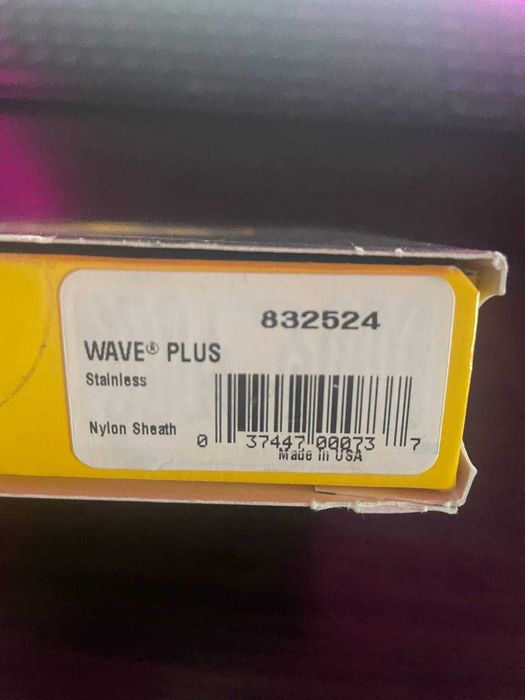 832524
WAVE® PLUS
Stainless
Nylon Sheath
0 37447 00073 7
Made in USA